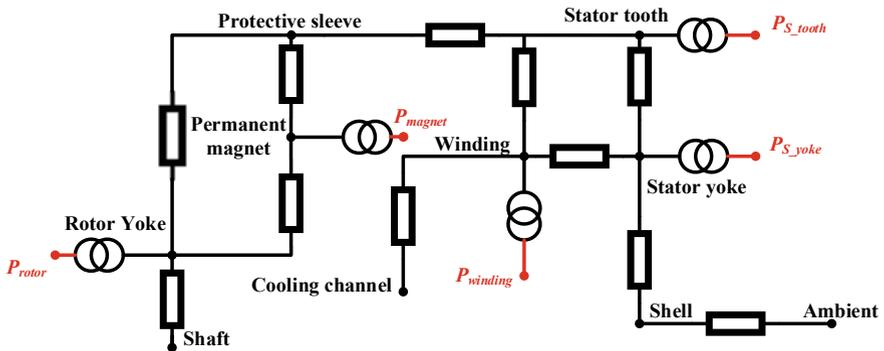 Protective sleeve
Stator tooth
P_S_tooth
Permanent
magnet
P_magnet
Winding
P_S_yoke
Stator yoke
Rotor Yoke
P_rotor
Cooling channel
P_winding
Shell
Ambient
Shaft